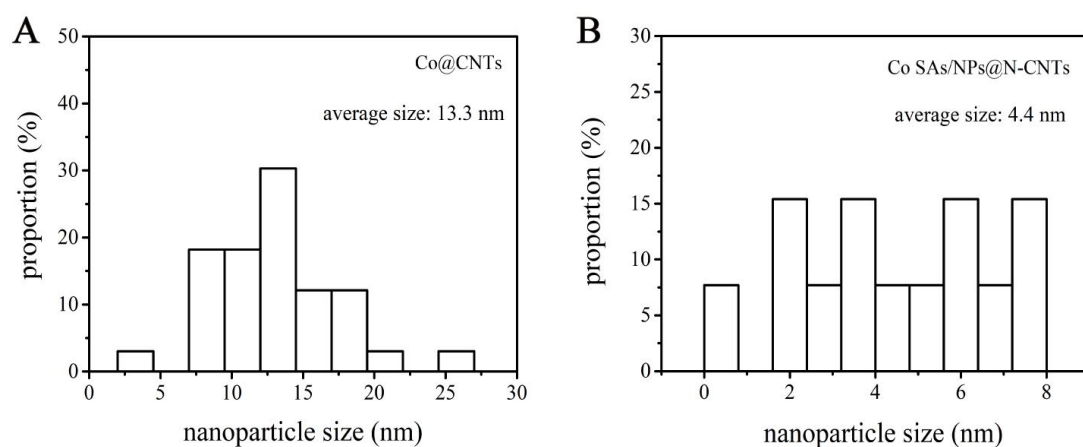 A
Co@CNTs
average size: 13.3 nm
proportion (%)
50
40
30
20
10
0
0 5 10 15 20 25 30
nanoparticle size (nm)
B
Co SAs/NPs@N-CNTs
average size: 4.4 nm
proportion (%)
30
25
20
15
10
5
0
0 2 4 6 8
nanoparticle size (nm)